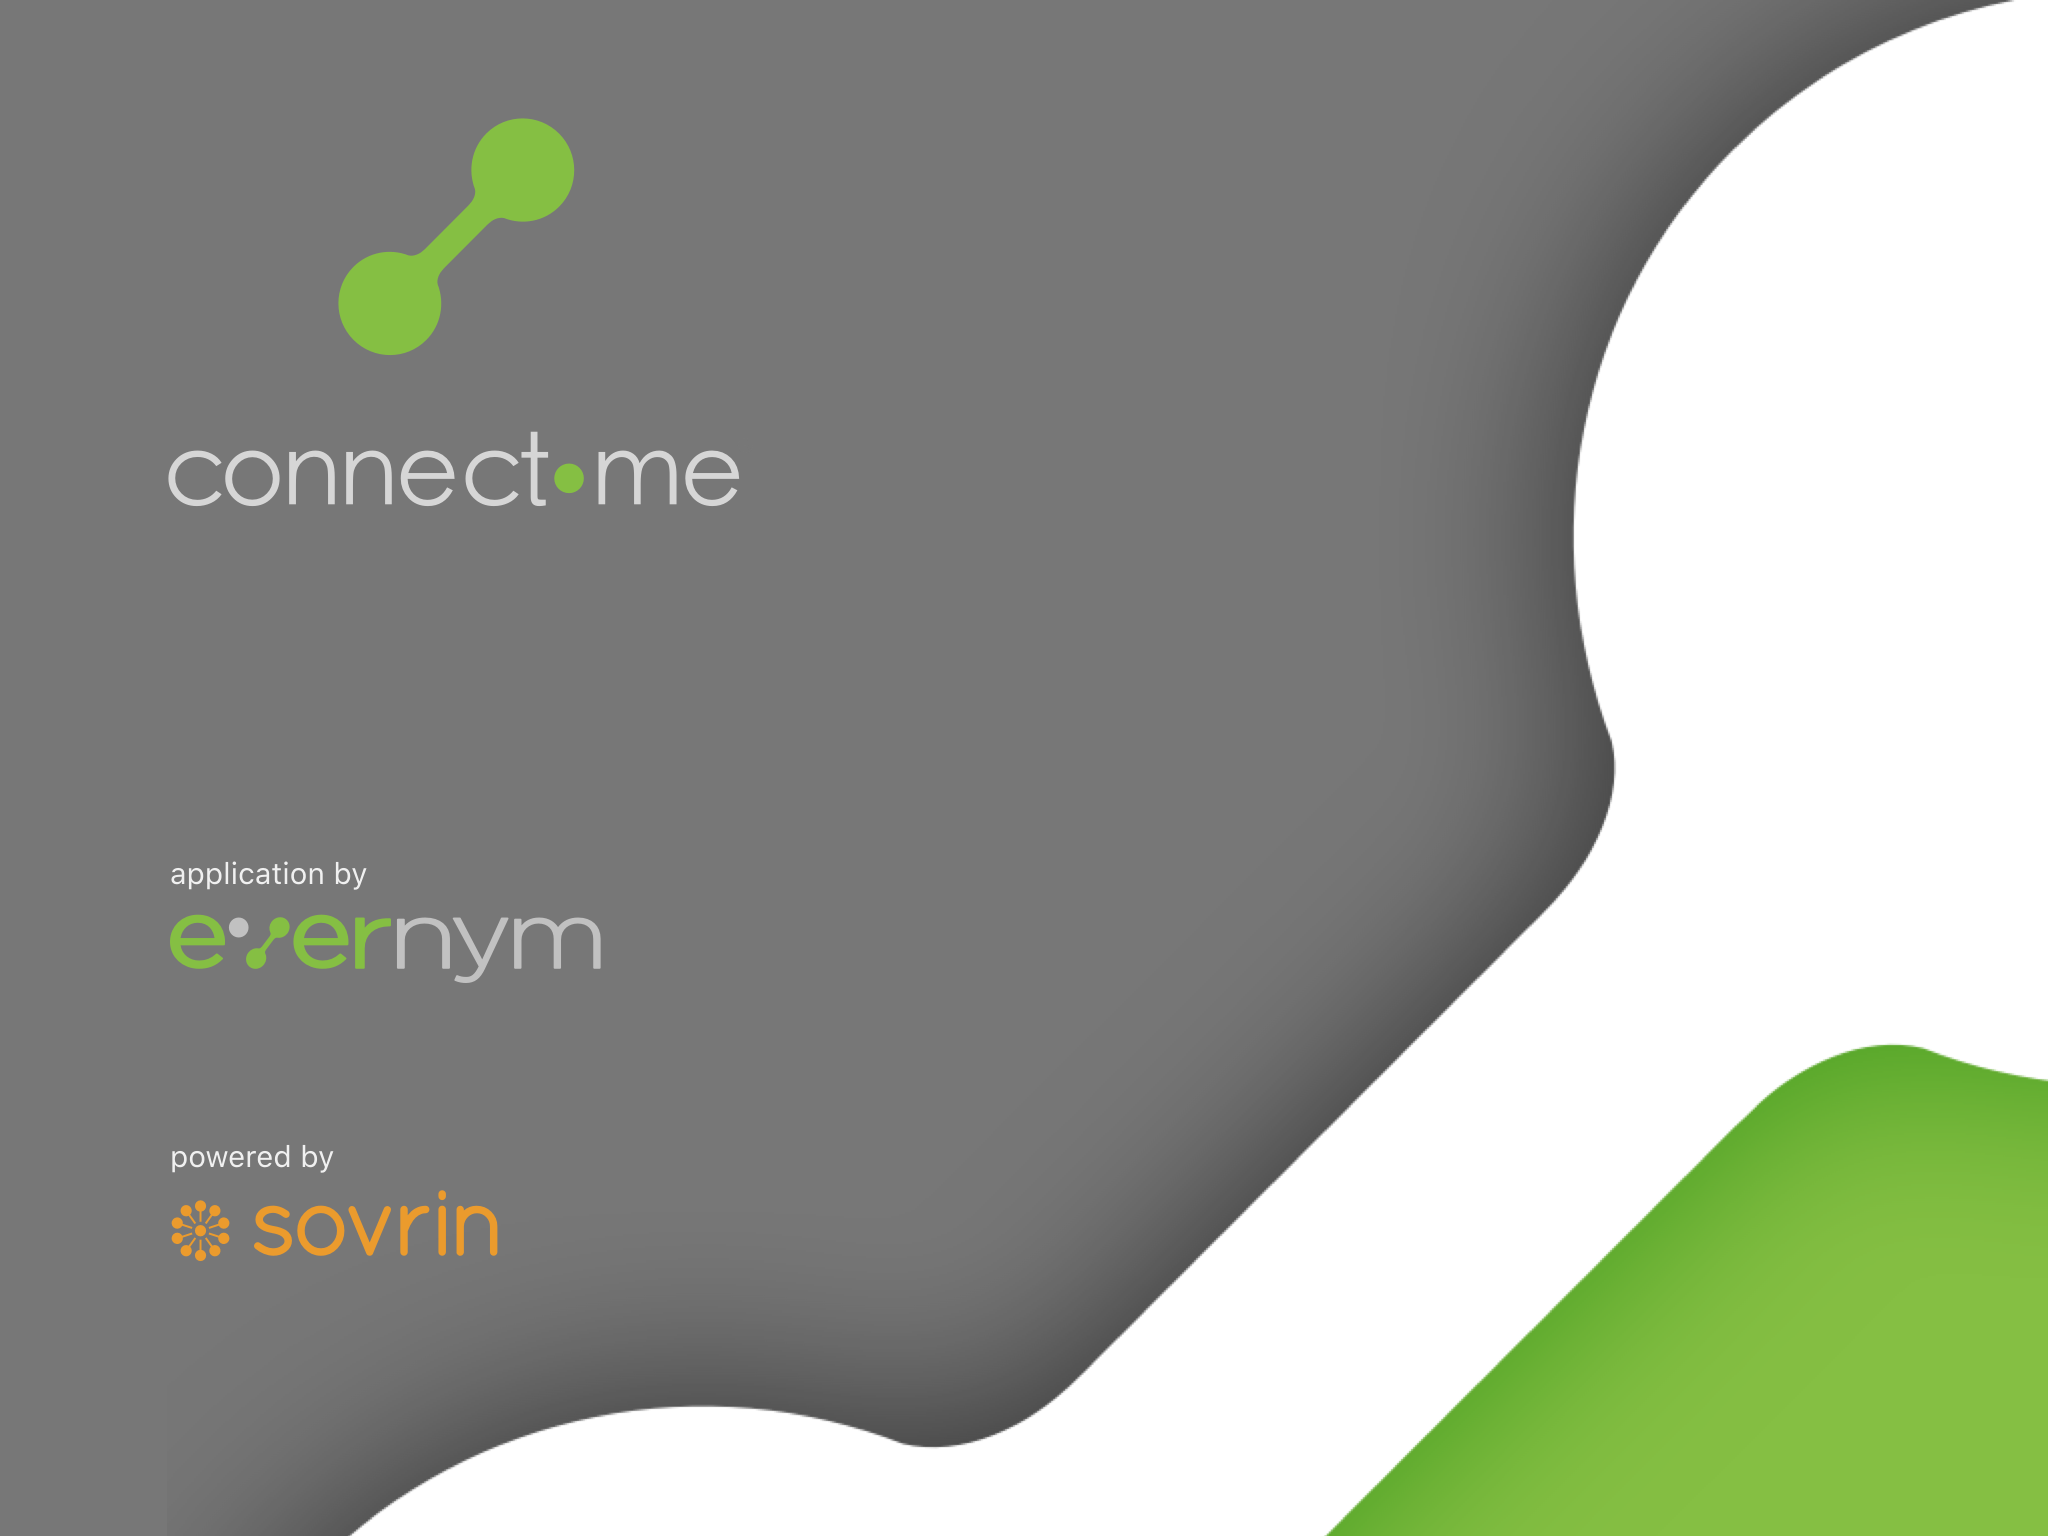 connect•me
application by
evernym
powered by
sovrin